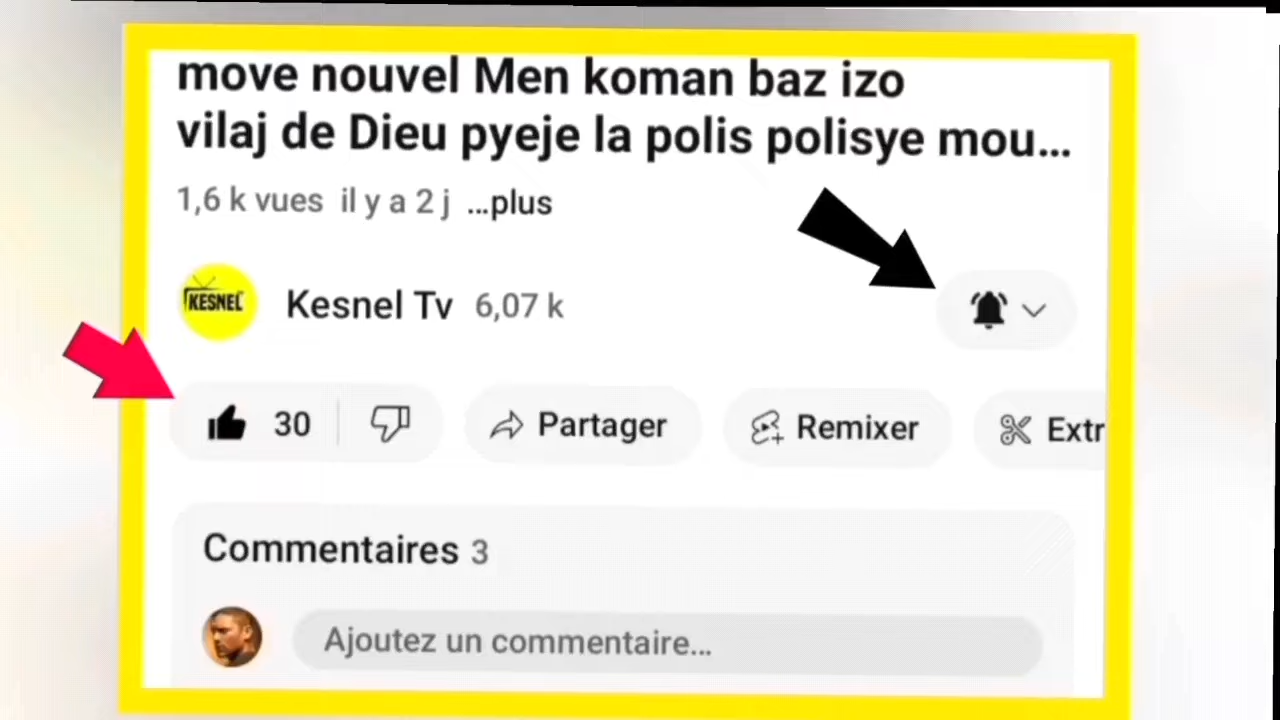 move nouvel Men koman baz izo
vilaj de Dieu pyeje la polis polisye mou...
1,6 k vues il y a 2 j ...plus
KESNEL
Kesnel Tv 6,07 k
30
Partager
Remixer
Extr
Commentaires 3
Ajoutez un commentaire...